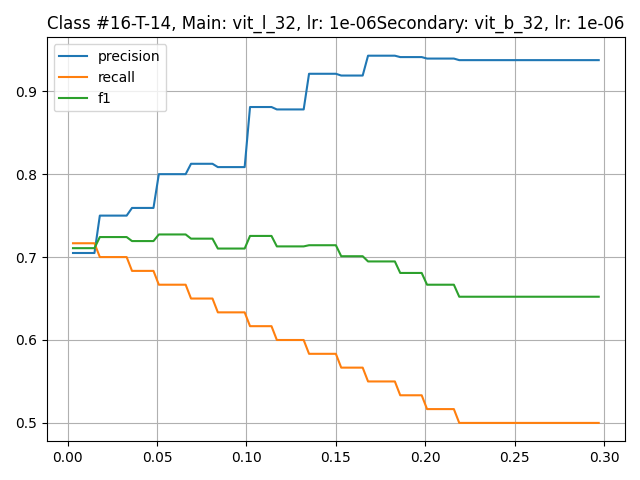 Class #16-T-14, Main: vit_l_32, lr: 1e-06Secondary: vit_b_32, lr: 1e-06
precision
recall
f1
0.9
0.8
0.7
0.6
0.5
0.00 0.05 0.10 0.15 0.20 0.25 0.30